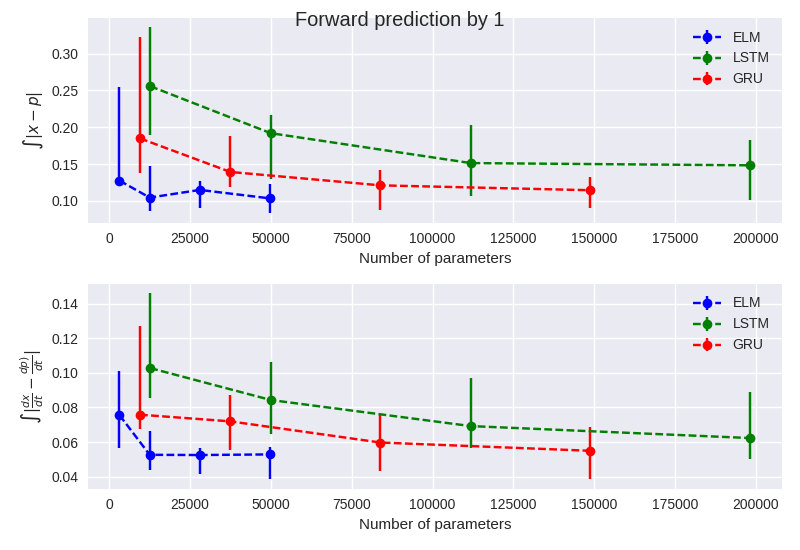 Forward prediction by 1
∫|x − p|
0.30
0.25
0.20
0.15
0.10
ELM
LSTM
GRU
0 25000 50000 75000 100000 125000 150000 175000 200000
Number of parameters
∫|dx/dt − dp)/dt|
0.14
0.12
0.10
0.08
0.06
0.04
ELM
LSTM
GRU
0 25000 50000 75000 100000 125000 150000 175000 200000
Number of parameters